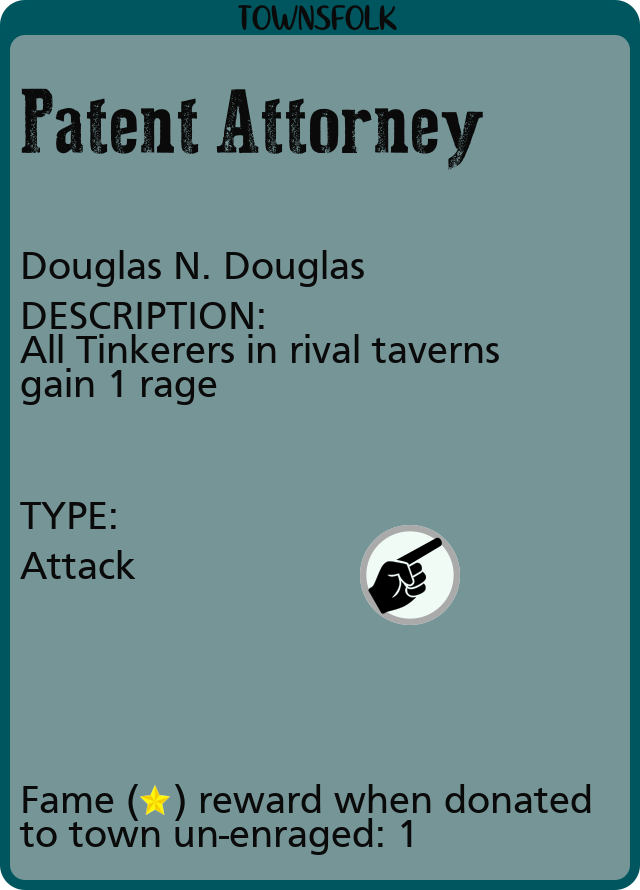 TOWNSFOLK
Patent Attorney
Douglas N. Douglas
DESCRIPTION:
All Tinkerers in rival taverns
gain 1 rage
TYPE:
Attack
Fame (⭐) reward when donated
to town un-enraged: 1